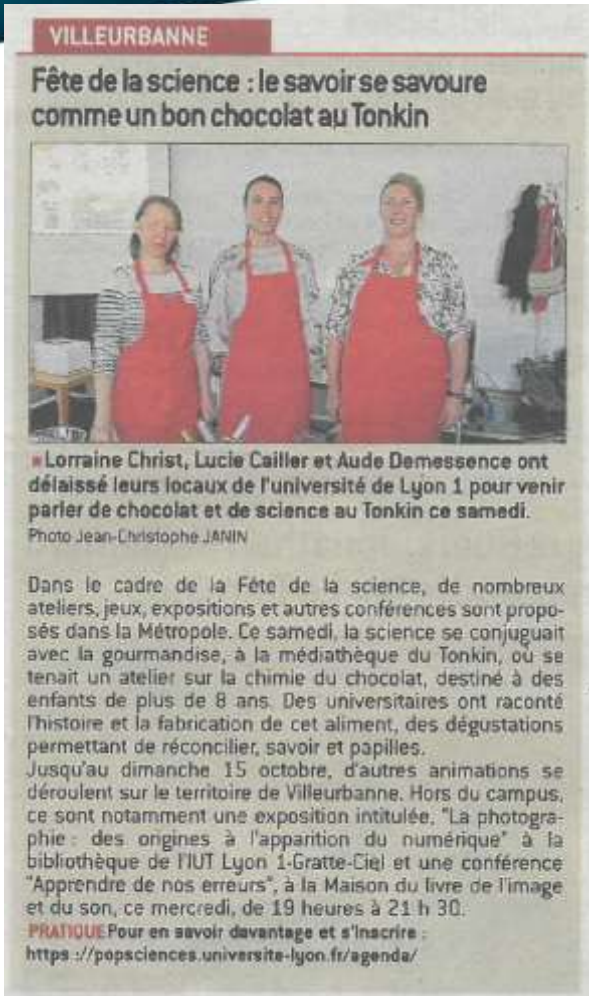 VILLEURBANNE
Fête de la science : le savoir se savoure
comme un bon chocolat au Tonkin
Lorraine Christ, Lucie Cailler et Aude Demessence ont
délaissé leurs locaux de l'université de Lyon 1 pour venir
parler de chocolat et de science au Tonkin ce samedi.
Photo Jean-Christophe JANIN
Dans le cadre de la Fête de la science, de nombreux
ateliers, jeux, expositions et autres conférences sont propo-
sés dans la Métropole. Ce samedi, la science se conjuguait
avec la gourmandise, à la médiathèque du Tonkin, où se
tenait un atelier sur la chimie du chocolat, destiné à des
enfants de plus de 8 ans. Des universitaires ont raconté
l'histoire et la fabrication de cet aliment, des dégustations
permettant de réconcilier, savoir et papilles.
Jusqu'au dimanche 15 octobre, d'autres animations se
déroulent sur le territoire de Villeurbanne. Hors du campus,
ce sont notamment une exposition intitulée, "La photogra-
phie : des origines à l'apparition du numérique" à la
bibliothèque de l'IUT Lyon 1-Gratte-Ciel et une conférence
"Apprendre de nos erreurs", à la Maison du livre de l'image
et du son, ce mercredi, de 19 heures à 21 h 30.
PRATIQUE Pour en savoir davantage et s'inscrire :
https ://popsciences.universite-lyon.fr/agenda/